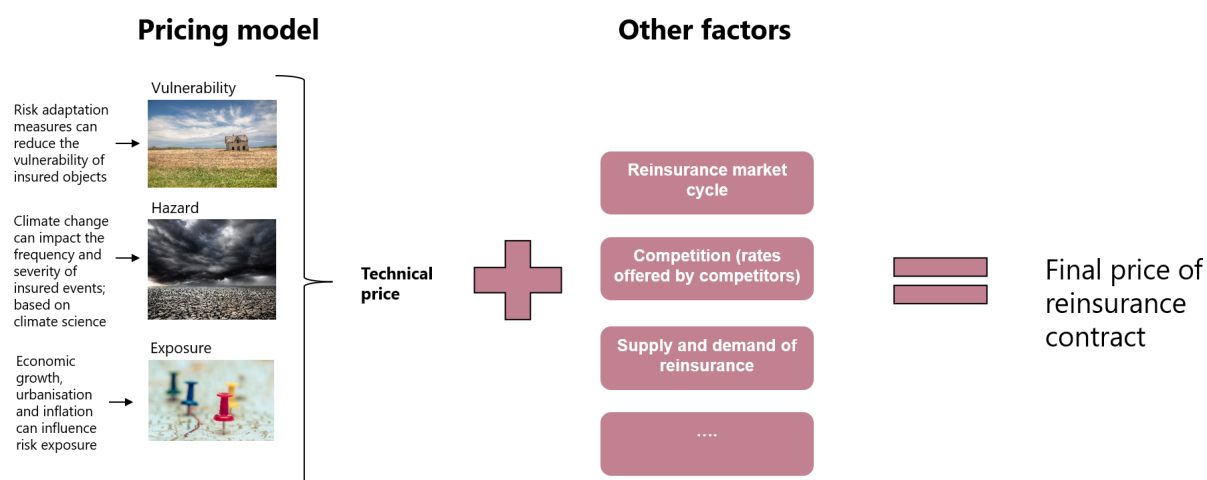 Pricing model
Other factors
Vulnerability
Risk adaptation
measures can
reduce the
vulnerability of
insured objects
Hazard
Climate change
can impact the
frequency and
severity of
insured events;
based on
climate science
Exposure
Economic
growth,
urbanisation
and inflation
can influence
risk exposure
Technical
price
Reinsurance market
cycle
Competition (rates
offered by competitors)
Supply and demand of
reinsurance
....
Final price of
reinsurance
contract